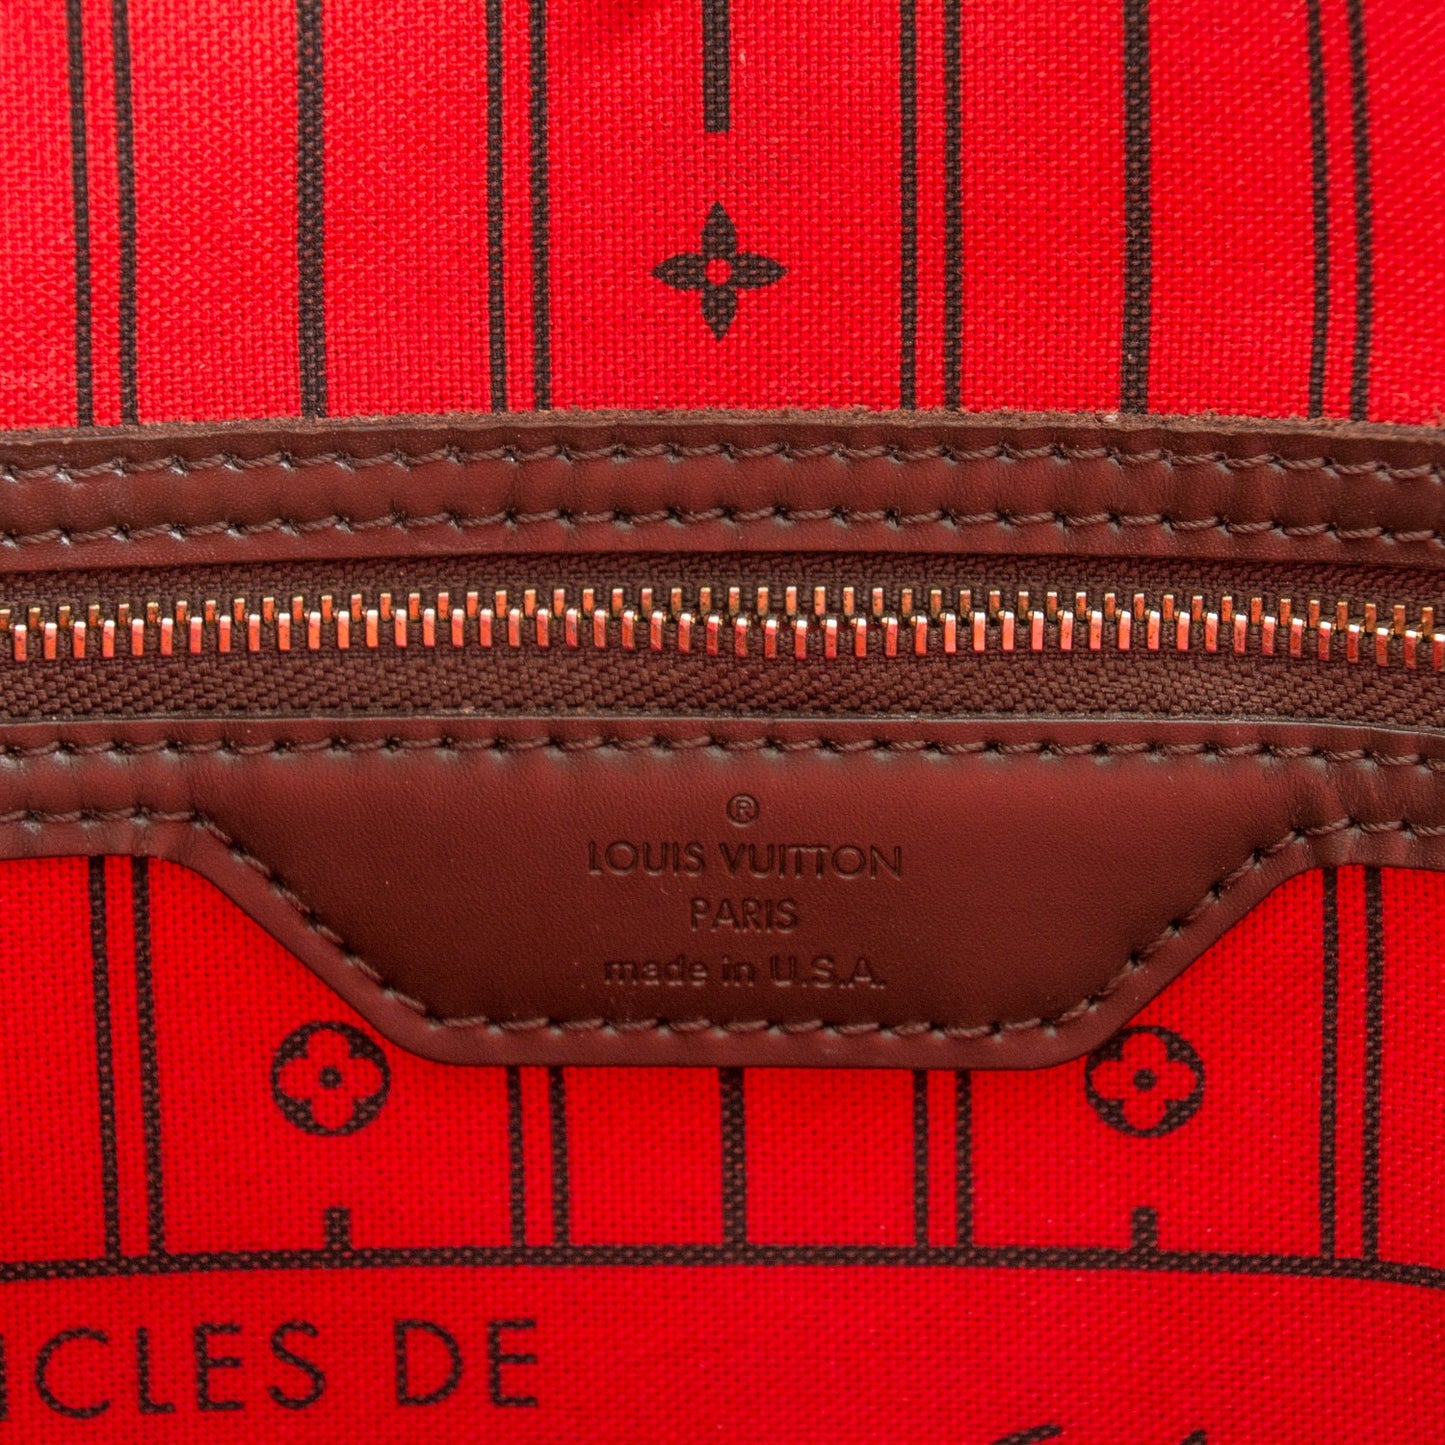 ®
LOUIS VUITTON
PARIS
made in U.S.A.
ICLES DE